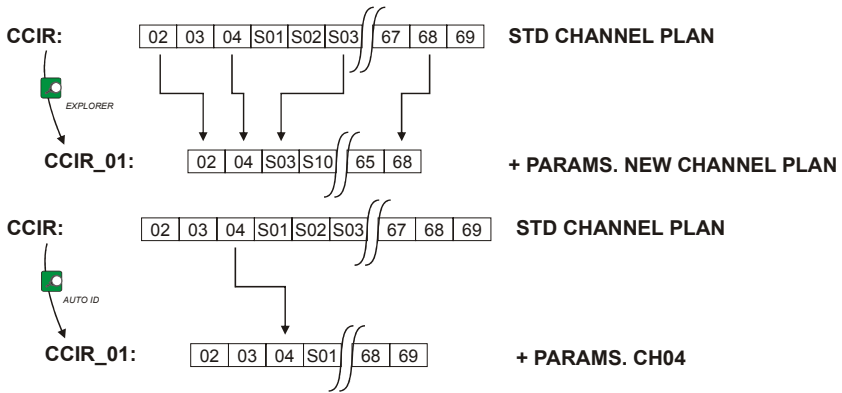 CCIR: 02 03 04 S01 S02 S03 67 68 69 STD CHANNEL PLAN
EXPLORER
CCIR_01: 02 04 S03 S10 65 68 + PARAMS. NEW CHANNEL PLAN
CCIR: 02 03 04 S01 S02 S03 67 68 69 STD CHANNEL PLAN
AUTO ID
CCIR_01: 02 03 04 S01 68 69 + PARAMS. CH04